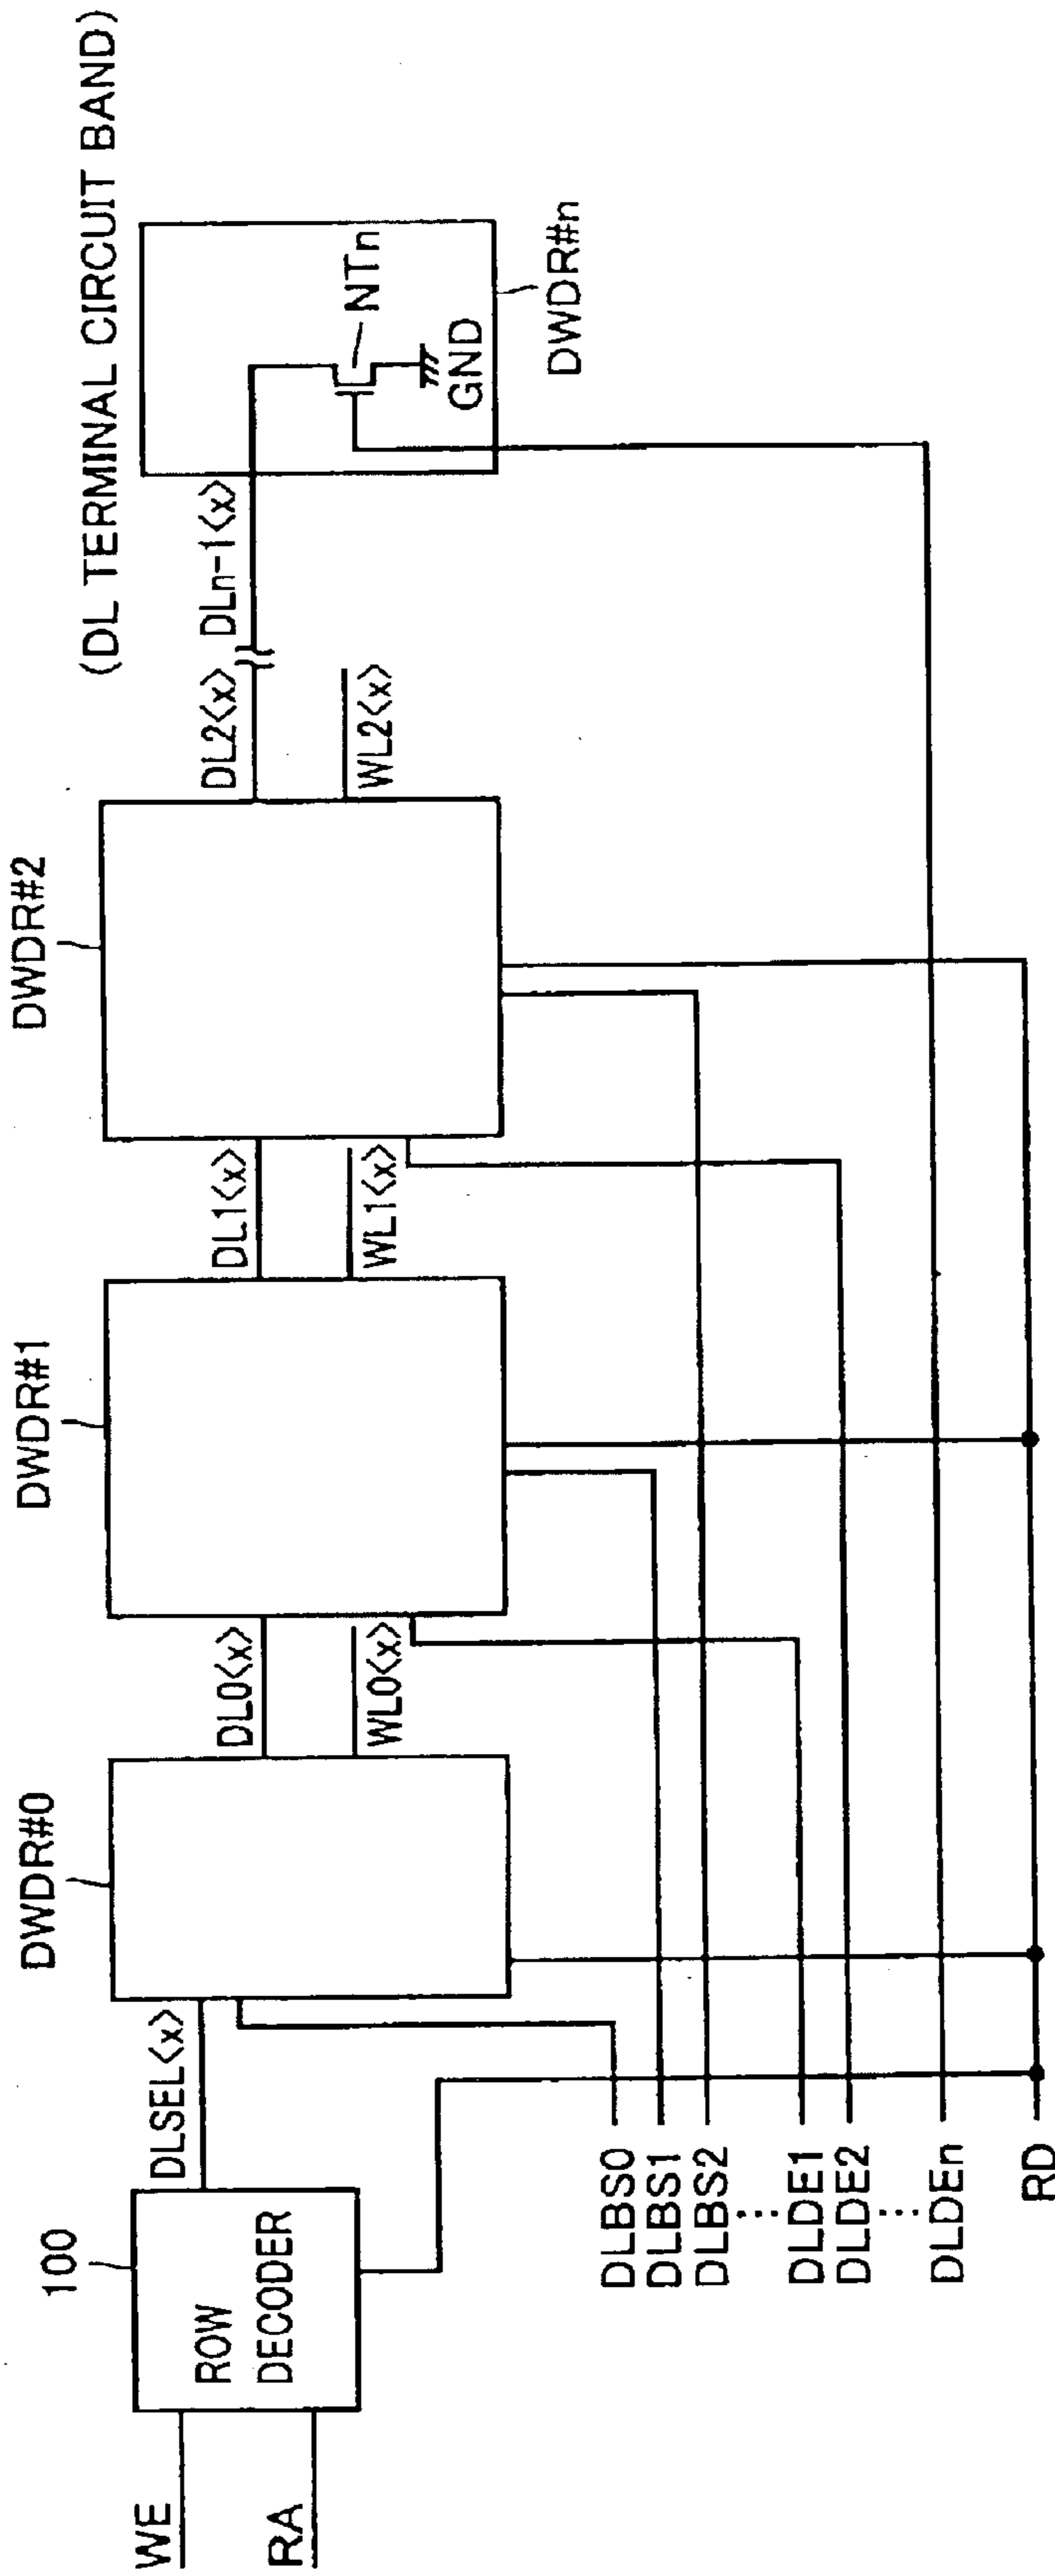 (DL TERMINAL CIRCUIT BAND)
DWDR#0
DWDR#1
DWDR#2
DWDR#n
100
ROW
DECODER
WE
RA
DLSEL<x>
DL0<x>
WL0<x>
DL1<x>
WL1<x>
DL2<x>
WL2<x>
DLn-1<x>
NTn
GND
DLBS0
DLBS1
DLBS2
DLDE1
DLDE2
DLDEn
RD